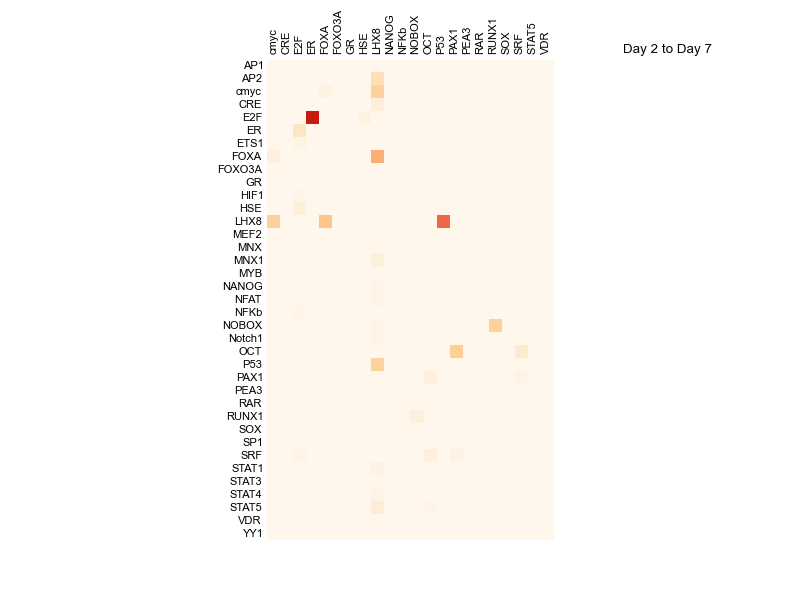 cmyc
CRE
E2F
ER
FOXA
FOXO3A
GR
HSE
LHX8
NANOG
NFKb
NOBOX
OCT
P53
PAX1
PEA3
RAR
RUNX1
SOX
SRF
STAT5
VDR
Day 2 to Day 7
AP1
AP2
cmyc
CRE
E2F
ER
ETS1
FOXA
FOXO3A
GR
HIF1
HSE
LHX8
MEF2
MNX
MNX1
MYB
NANOG
NFAT
NFKb
NOBOX
Notch1
OCT
P53
PAX1
PEA3
RAR
RUNX1
SOX
SP1
SRF
STAT1
STAT3
STAT4
STAT5
VDR
YY1